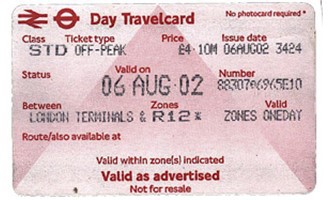 Day Travelcard No photocard required *
Class Ticket type Price Issue date
STD OFF-PEAK £4·10M 06AUG02 3424
Status Valid on Number
06 AUG 02 8830769965E10
Between Zones Valid
LONDON TERMINALS & R12* ZONES ONEDAY
Route/also available at
Valid within zone(s) indicated
Valid as advertised
Not for resale